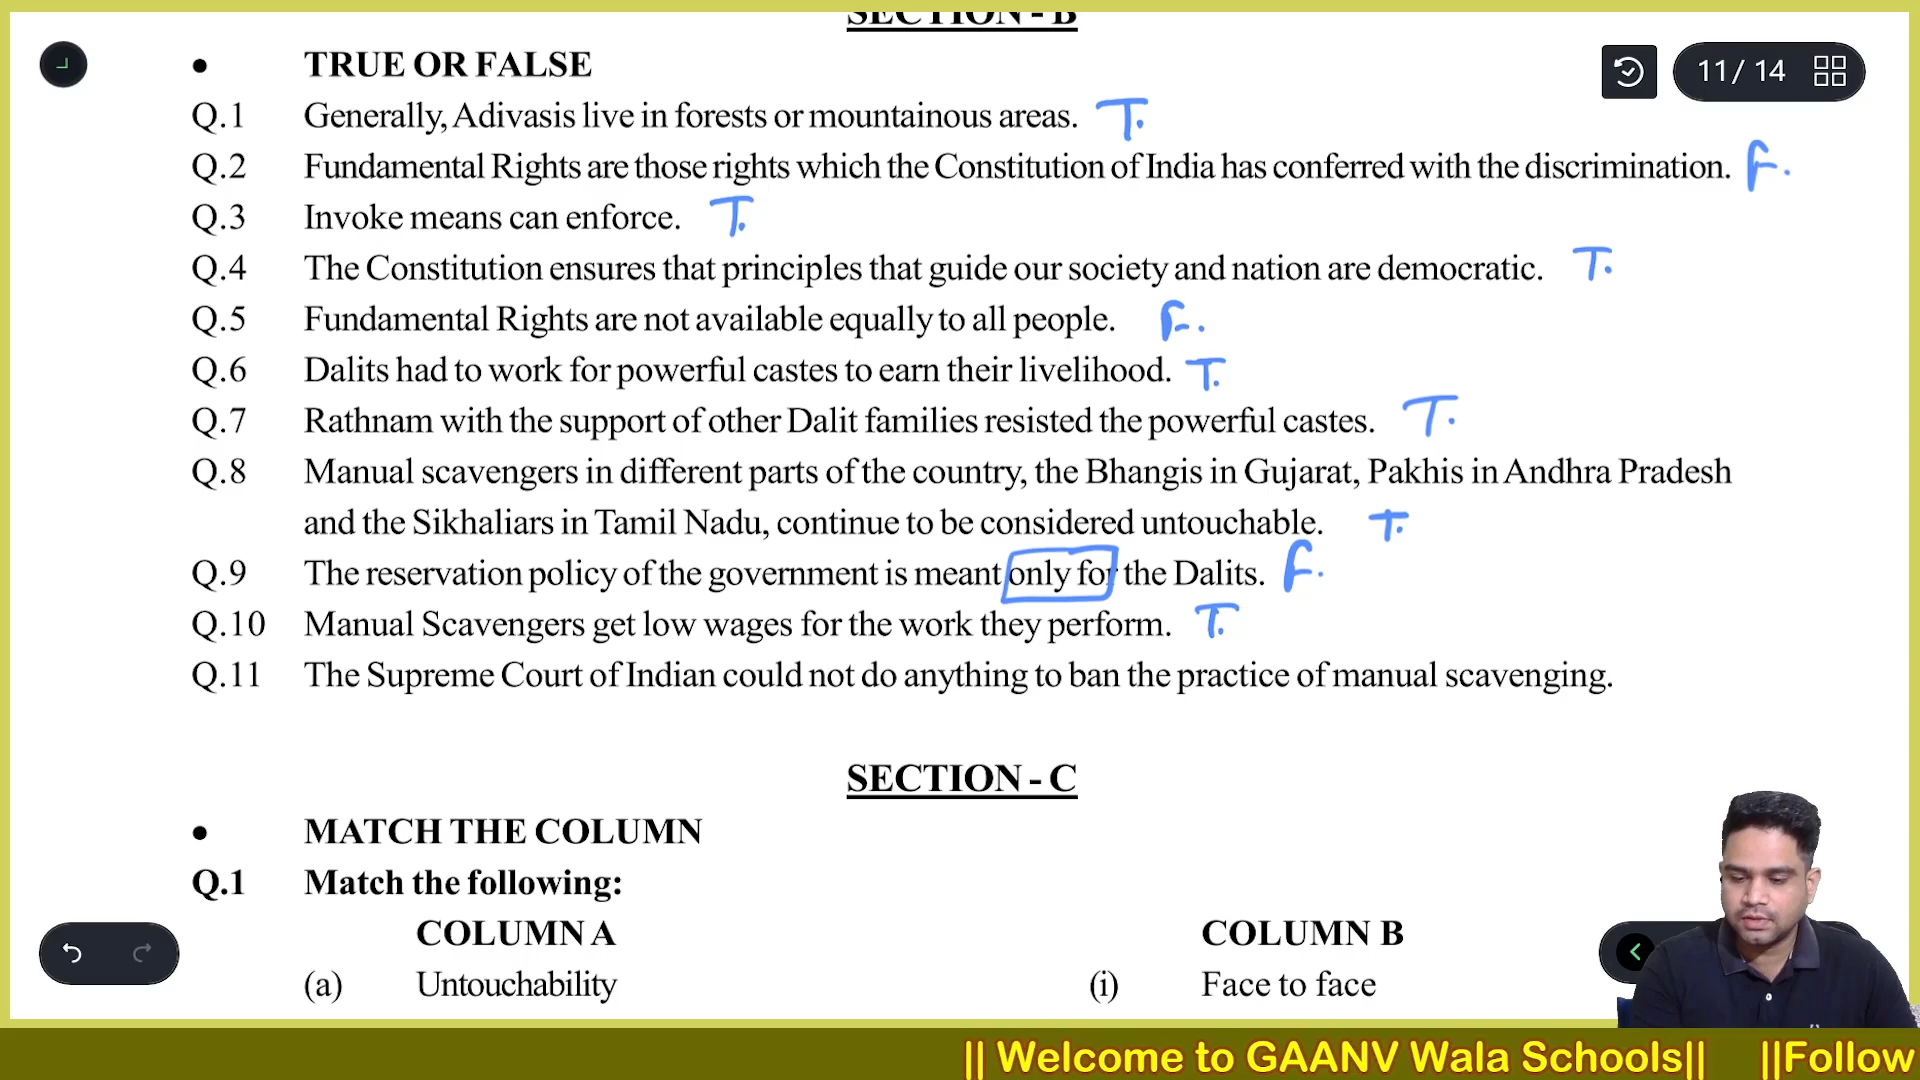 SECTION - B
• TRUE OR FALSE
11 / 14
Q.1 Generally, Adivasis live in forests or mountainous areas. T.
Q.2 Fundamental Rights are those rights which the Constitution of India has conferred with the discrimination. F.
Q.3 Invoke means can enforce. T.
Q.4 The Constitution ensures that principles that guide our society and nation are democratic. T.
Q.5 Fundamental Rights are not available equally to all people. F.
Q.6 Dalits had to work for powerful castes to earn their livelihood. T.
Q.7 Rathnam with the support of other Dalit families resisted the powerful castes. T.
Q.8 Manual scavengers in different parts of the country, the Bhangis in Gujarat, Pakhis in Andhra Pradesh
and the Sikhaliars in Tamil Nadu, continue to be considered untouchable. T.
Q.9 The reservation policy of the government is meant only for the Dalits. F.
Q.10 Manual Scavengers get low wages for the work they perform. T.
Q.11 The Supreme Court of Indian could not do anything to ban the practice of manual scavenging.
SECTION - C
• MATCH THE COLUMN
Q.1 Match the following:
COLUMN A COLUMN B
(a) Untouchability (i) Face to face
|| Welcome to GAANV Wala Schools|| ||Follow